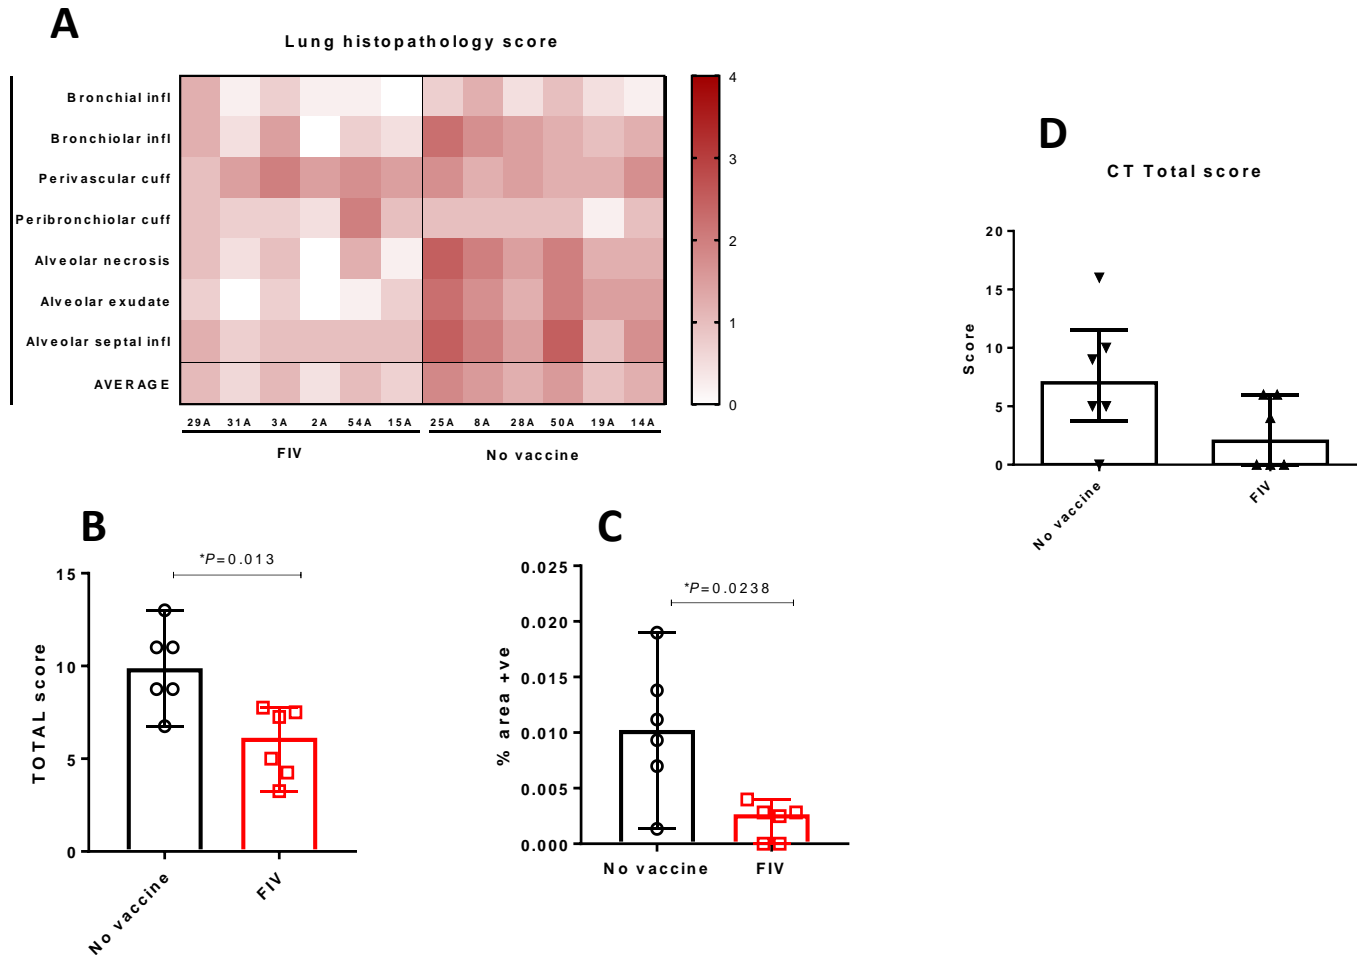 A
Lung histopathology score
Bronchial infl
Bronchiolar infl
Perivascular cuff
Peribronchiolar cuff
Alveolar necrosis
Alveolar exudate
Alveolar septal infl
AVERAGE
4
3
2
1
0
29A 31A 3A 2A 54A 15A 25A 8A 28A 50A 19A 14A
FIV No vaccine
D
CT Total score
20
15
10
5
0
Score
No vaccine FIV
B
*P=0.013
15
10
5
0
TOTAL score
No vaccine FIV
C
*P=0.0238
0.025
0.020
0.015
0.010
0.005
0.000
% area +ve
No vaccine FIV